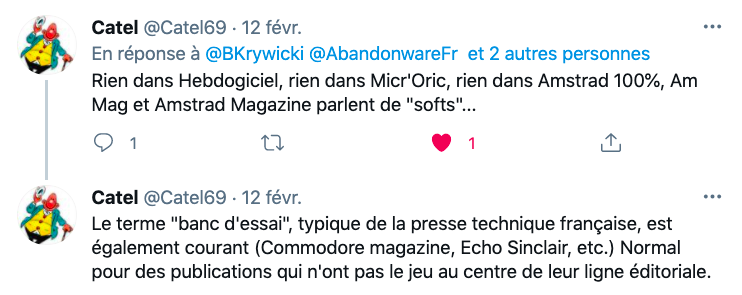 Catel @Catel69 · 12 févr.
En réponse à @BKrywicki @AbandonwareFr et 2 autres personnes
Rien dans Hebdogiciel, rien dans Micr'Oric, rien dans Amstrad 100%, Am
Mag et Amstrad Magazine parlent de "softs"...
1 1
Catel @Catel69 · 12 févr.
Le terme "banc d'essai", typique de la presse technique française, est
également courant (Commodore magazine, Echo Sinclair, etc.) Normal
pour des publications qui n'ont pas le jeu au centre de leur ligne éditoriale.